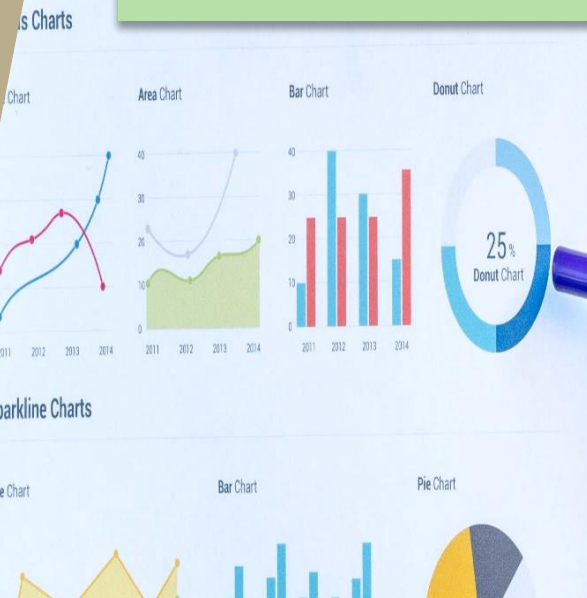 s Charts
Chart
Area Chart
Bar Chart
Donut Chart
40
30
20
10
0
2011 2012 2013 2014
40
30
20
10
0
2011 2012 2013 2014
2011 2012 2013 2014
25%
Donut Chart
parkline Charts
e Chart
Bar Chart
Pie Chart